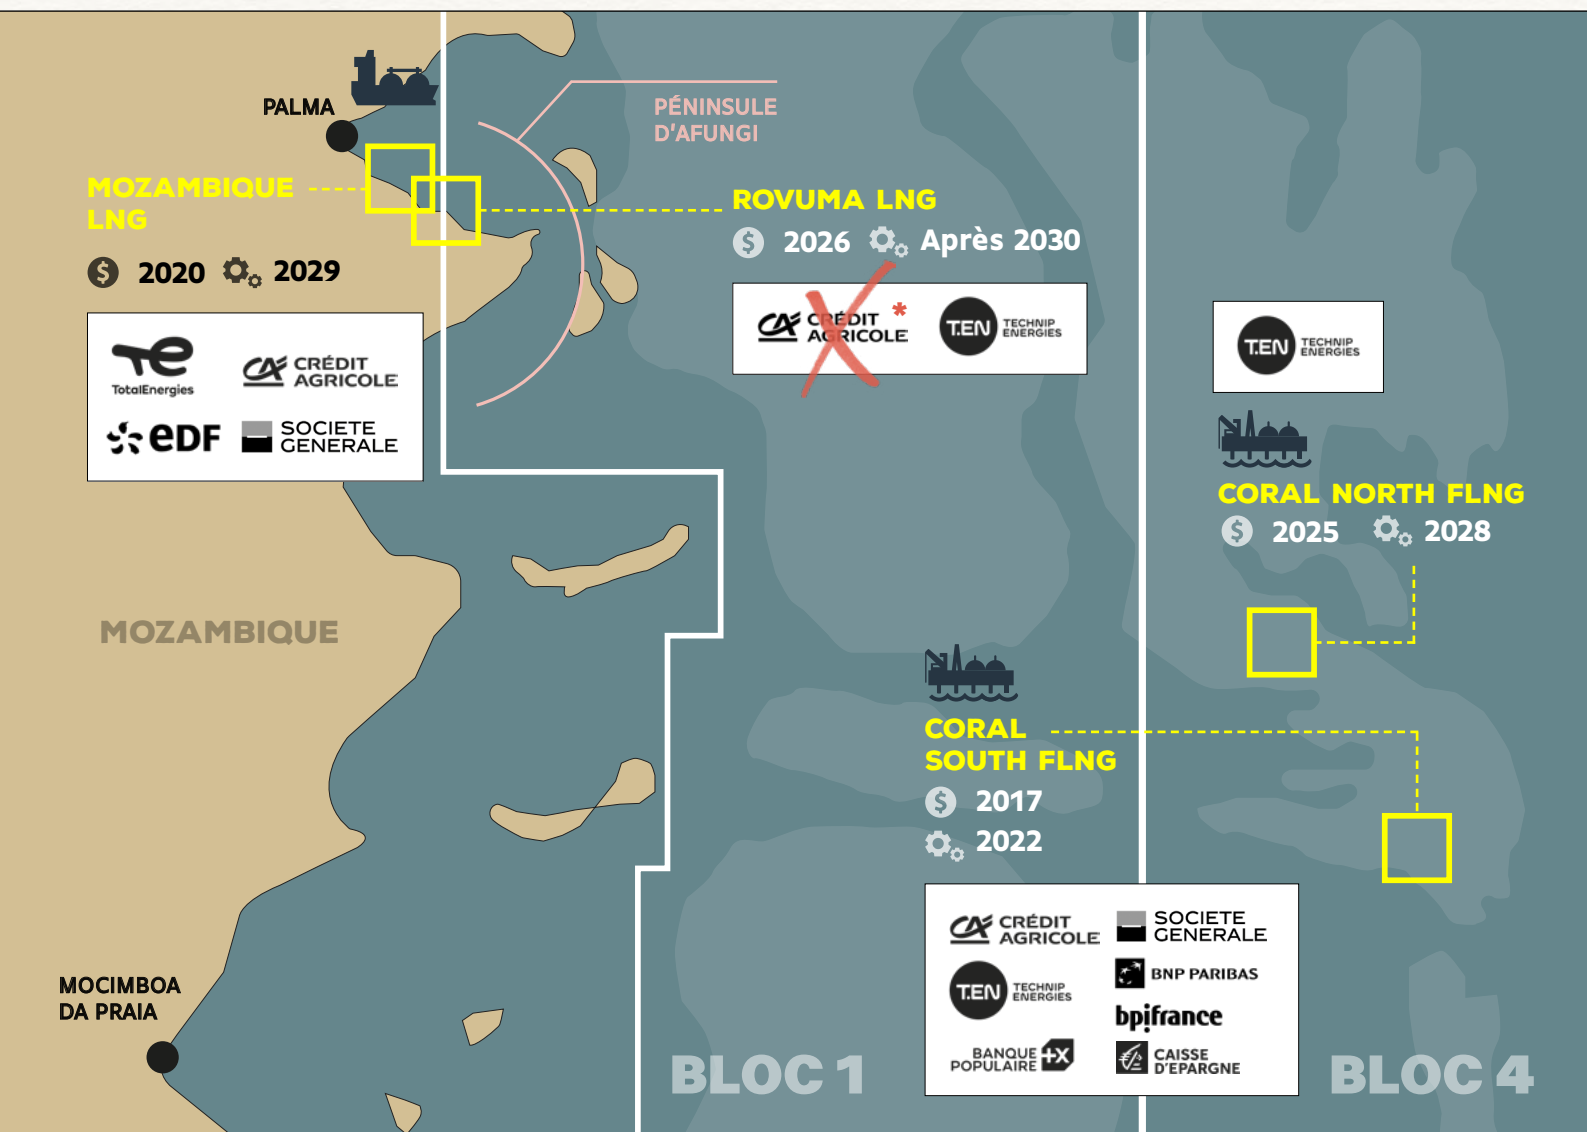 PALMA
PÉNINSULE
D'AFUNGI
MOZAMBIQUE
LNG
$ 2020 2029
TotalEnergies
CA CRÉDIT
AGRICOLE
eDF
SOCIETE
GENERALE
ROVUMA LNG
$ 2026 Après 2030
CA CRÉDIT
AGRICOLE
*
T.EN TECHNIP
ENERGIES
T.EN TECHNIP
ENERGIES
CORAL NORTH FLNG
$ 2025 2028
MOZAMBIQUE
CORAL
SOUTH FLNG
$ 2017
2022
CA CRÉDIT
AGRICOLE
SOCIETE
GENERALE
T.EN TECHNIP
ENERGIES
BNP PARIBAS
bpifrance
BANQUE
POPULAIRE +X
CAISSE
D'EPARGNE
MOCIMBOA
DA PRAIA
BLOC 1
BLOC 4